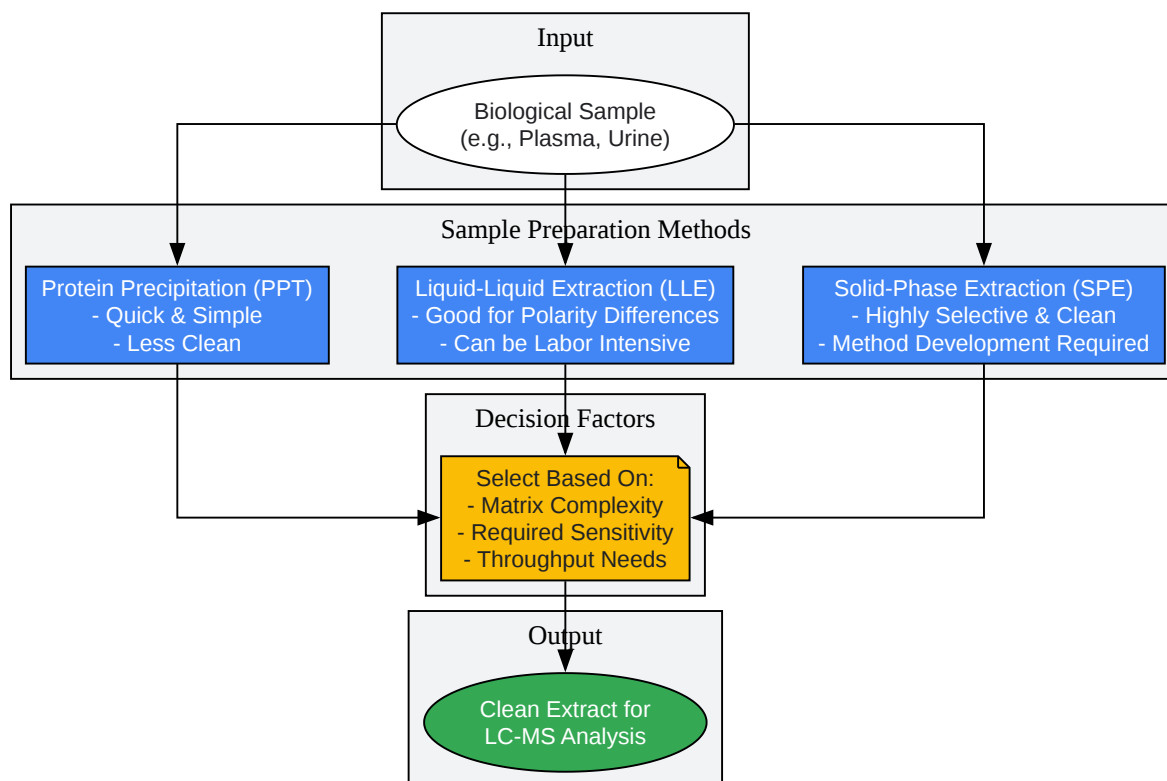 Input
Biological Sample
(e.g., Plasma, Urine)
Sample Preparation Methods
Protein Precipitation (PPT)
- Quick & Simple
- Less Clean
Liquid-Liquid Extraction (LLE)
- Good for Polarity Differences
- Can be Labor Intensive
Solid-Phase Extraction (SPE)
- Highly Selective & Clean
- Method Development Required
Decision Factors
Select Based On:
- Matrix Complexity
- Required Sensitivity
- Throughput Needs
Output
Clean Extract for
LC-MS Analysis